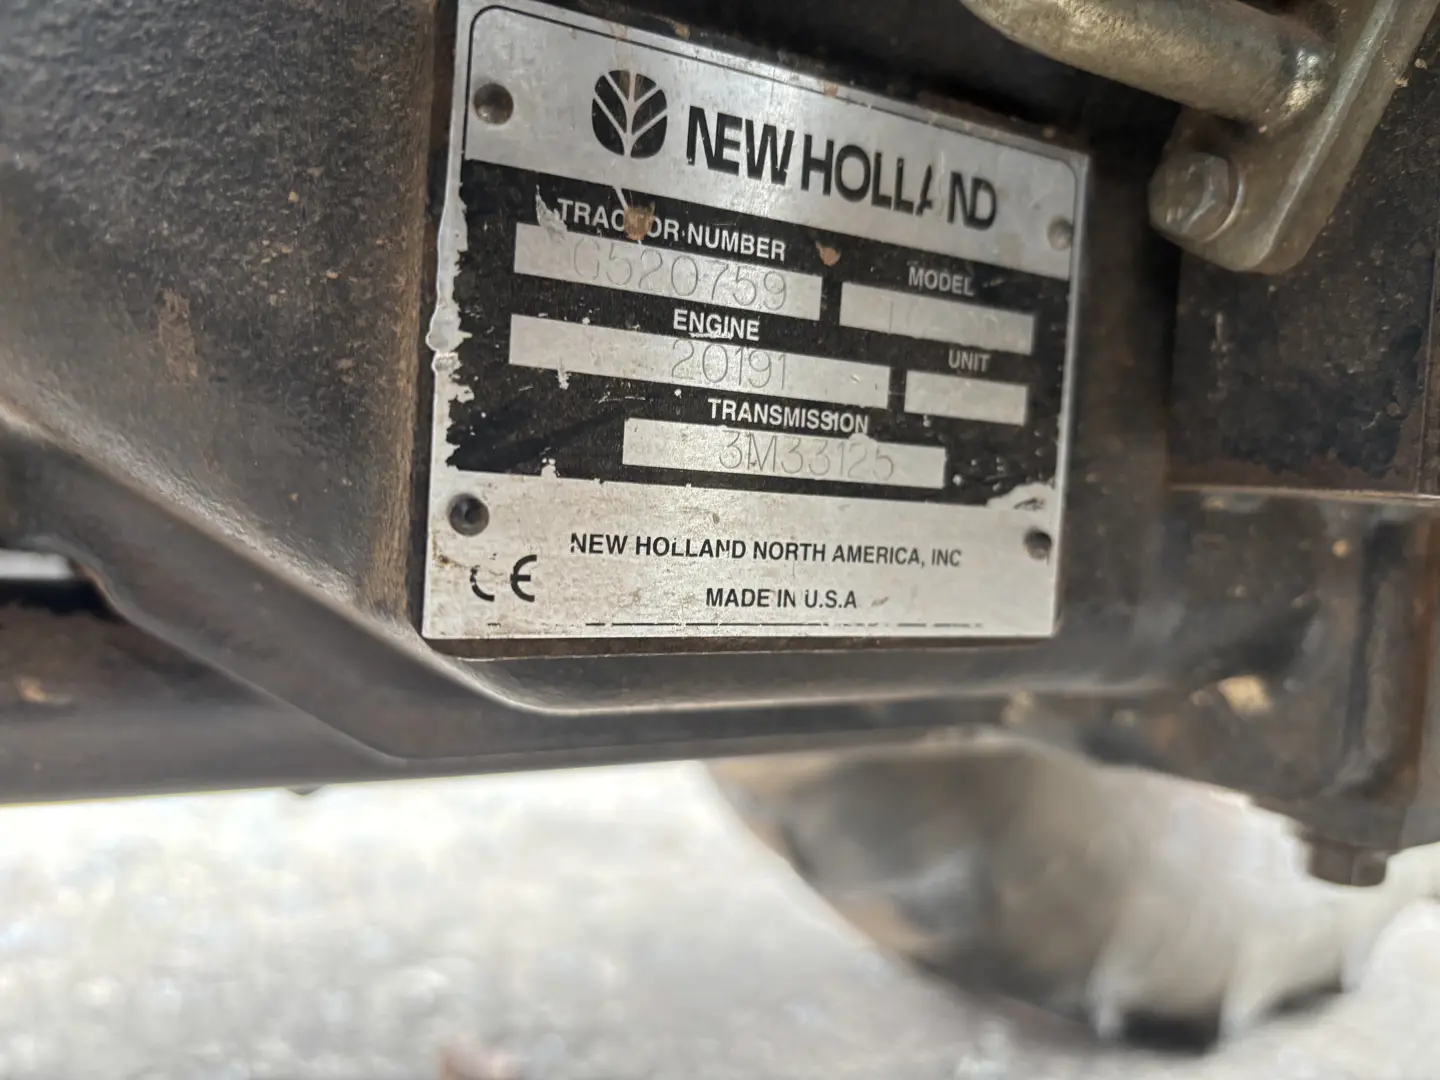 NEW HOLLAND
TRACTOR NUMBER
G520759
MODEL
ENGINE
20191
UNIT
TRANSMISSION
3M33125
NEW HOLLAND NORTH AMERICA, INC
CE
MADE IN U.S.A